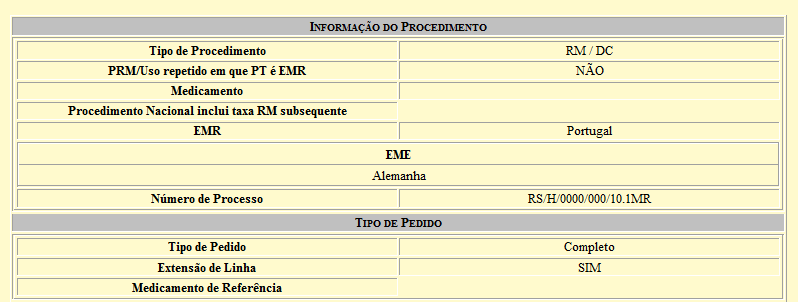 INFORMAÇÃO DO PROCEDIMENTO
Tipo de Procedimento RM / DC
PRM/Uso repetido em que PT é EMR NÃO
Medicamento
Procedimento Nacional inclui taxa RM subsequente
EMR Portugal
EME
Alemanha
Número de Processo RS/H/0000/000/10.1MR
TIPO DE PEDIDO
Tipo de Pedido Completo
Extensão de Linha SIM
Medicamento de Referência